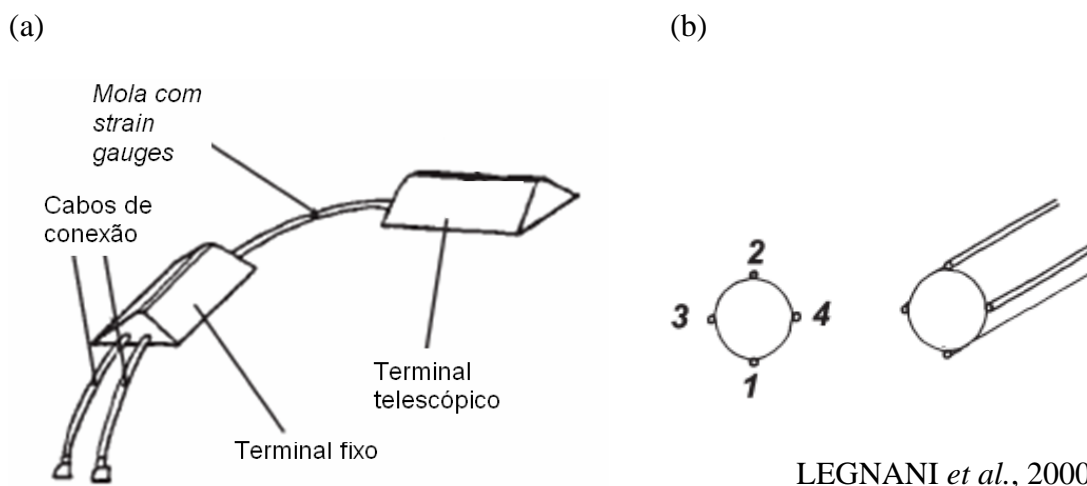 (a)
(b)
Mola com
strain
gauges
Cabos de
conexão
Terminal
telescópico
Terminal fixo
2
3
4
1
LEGNANI et al., 2000